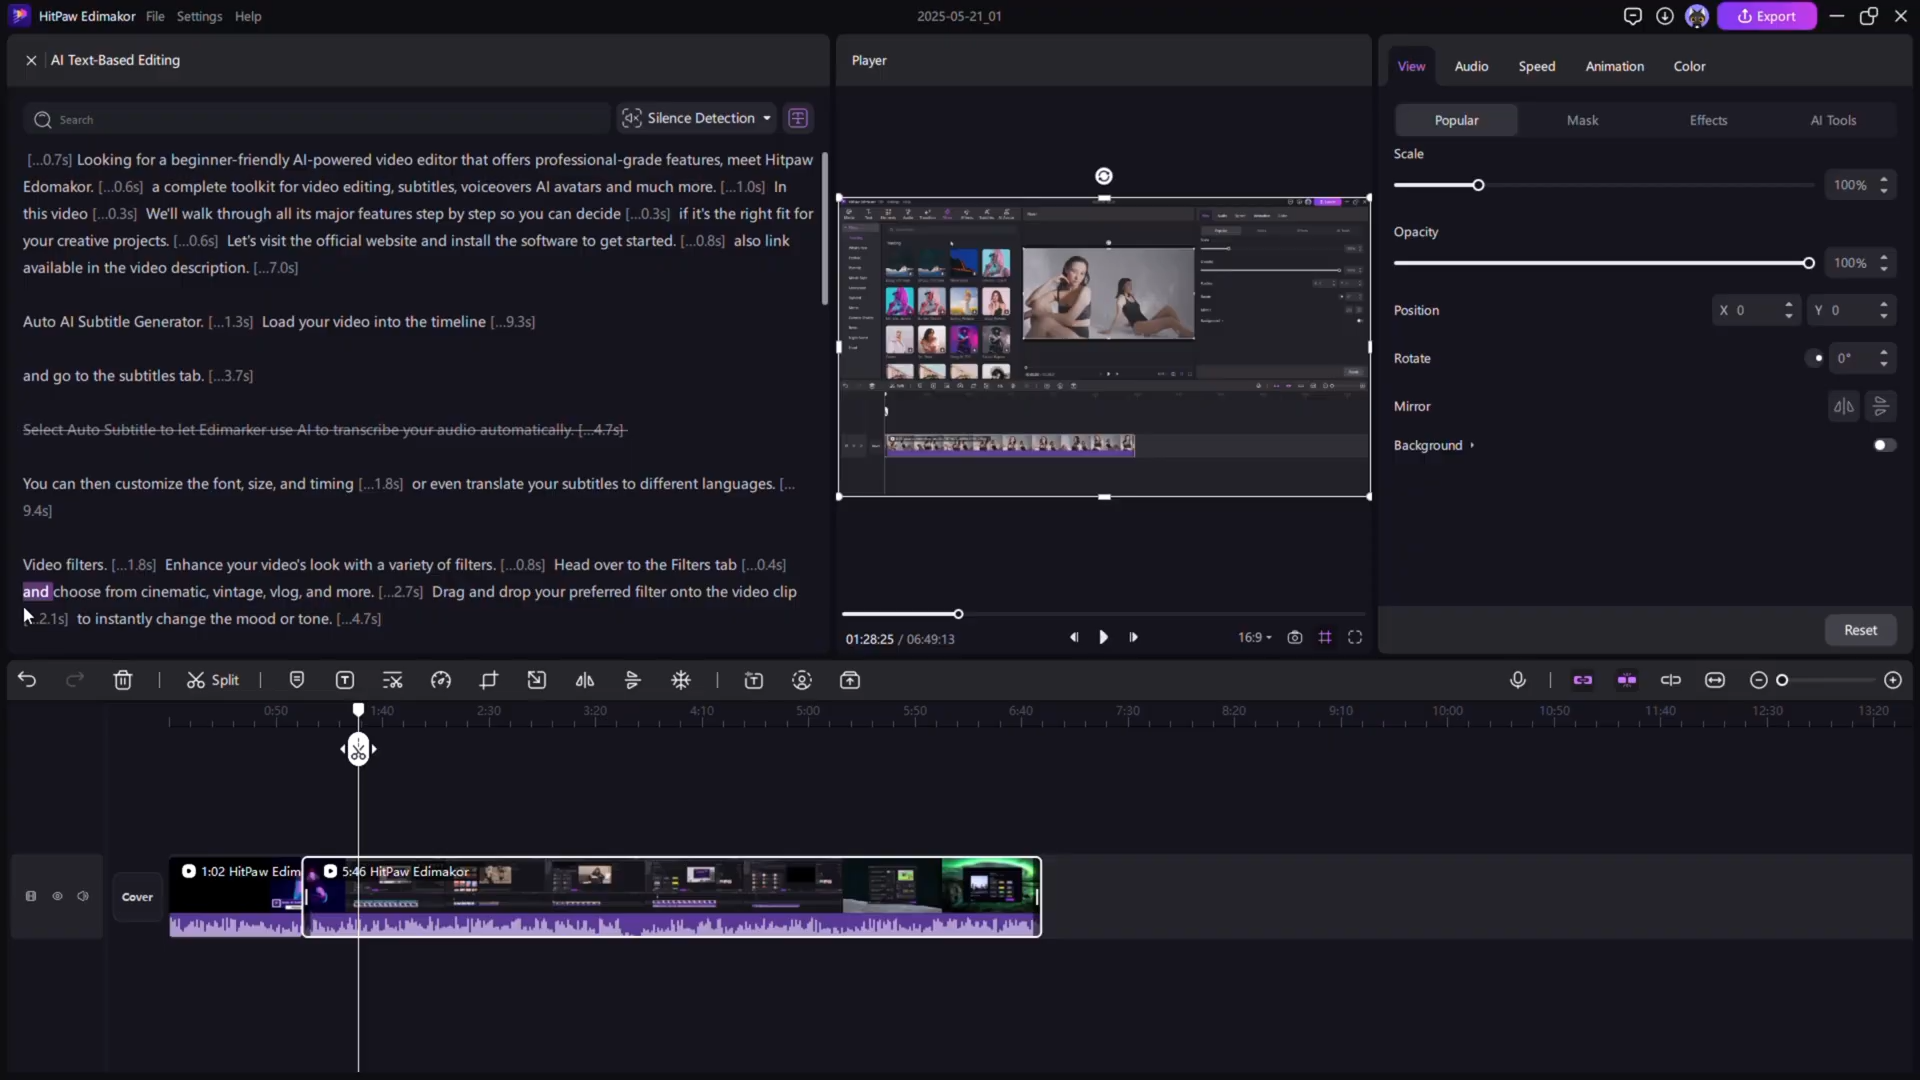 HitPaw Edimakor File Settings Help 2025-05-21_01 Export
AI Text-Based Editing
Player
View Audio Speed Animation Color
Search
Silence Detection
Popular Mask Effects AI Tools
[...0.7s] Looking for a beginner-friendly AI-powered video editor that offers professional-grade features, meet Hitpaw
Edomakor. [...0.6s] a complete toolkit for video editing, subtitles, voiceovers AI avatars and much more. [...1.0s] In
this video [...0.3s] We'll walk through all its major features step by step so you can decide [...0.3s] if it's the right fit for
your creative projects. [...0.6s] Let's visit the official website and install the software to get started. [...0.8s] also link
available in the video description. [...7.0s]
Auto AI Subtitle Generator. [...1.3s] Load your video into the timeline [...9.3s]
and go to the subtitles tab. [...3.7s]
Select Auto Subtitle to let Edimarker use AI to transcribe your audio automatically. [...4.7s]
You can then customize the font, size, and timing [...1.8s] or even translate your subtitles to different languages. [...
9.4s]
Video filters. [...1.8s] Enhance your video's look with a variety of filters. [...0.8s] Head over to the Filters tab [...0.4s]
and choose from cinematic, vintage, vlog, and more. [...2.7s] Drag and drop your preferred filter onto the video clip
...2.1s] to instantly change the mood or tone. [...4.7s]
Scale
100%
Opacity
100%
Position X 0 Y 0
Rotate 0°
Mirror
Background
01:28:25 / 06:49:13
16:9
Reset
Split
0:50 1:40 2:30 3:20 4:10 5:00 5:50 6:40 7:30 8:20 9:10 10:00 10:50 11:40 12:30 13:20
1:02 HitPaw Edim
5:46 HitPaw Edimakor
Cover